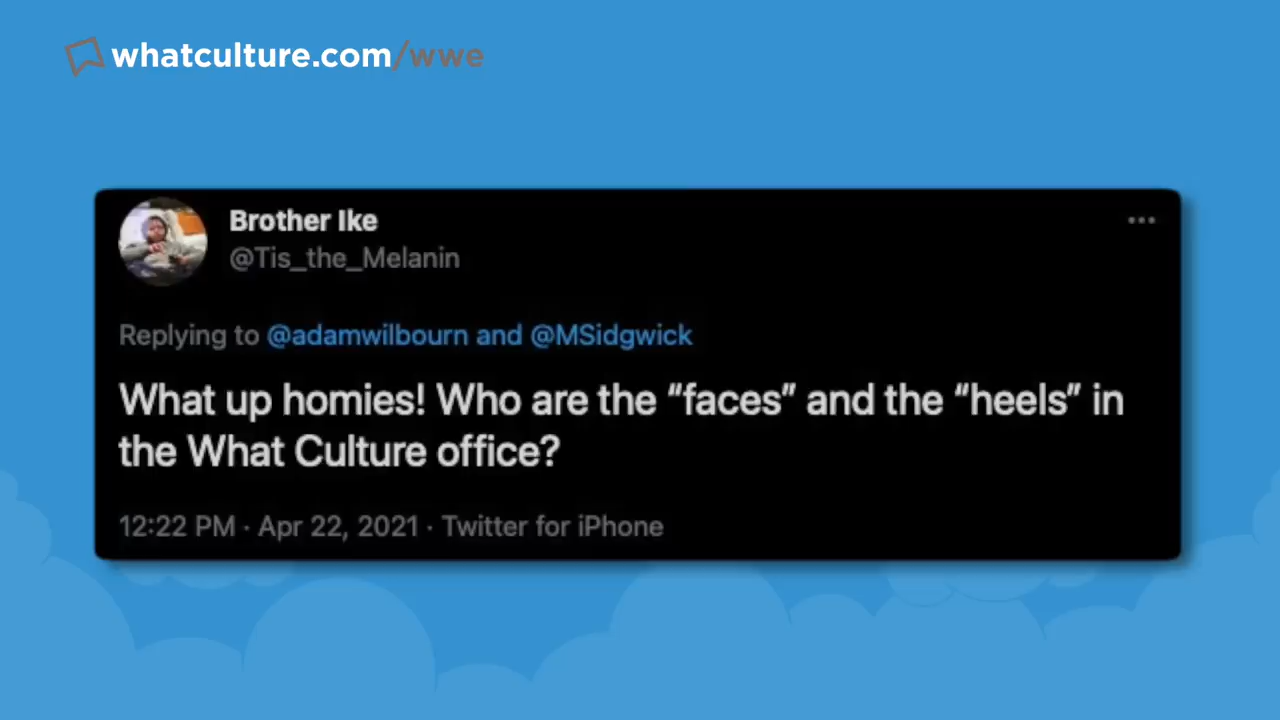 whatculture.com/wwe
Brother Ike
@Tis_the_Melanin
Replying to @adamwilbourn and @MSidgwick
What up homies! Who are the “faces” and the “heels” in
the What Culture office?
12:22 PM · Apr 22, 2021 · Twitter for iPhone